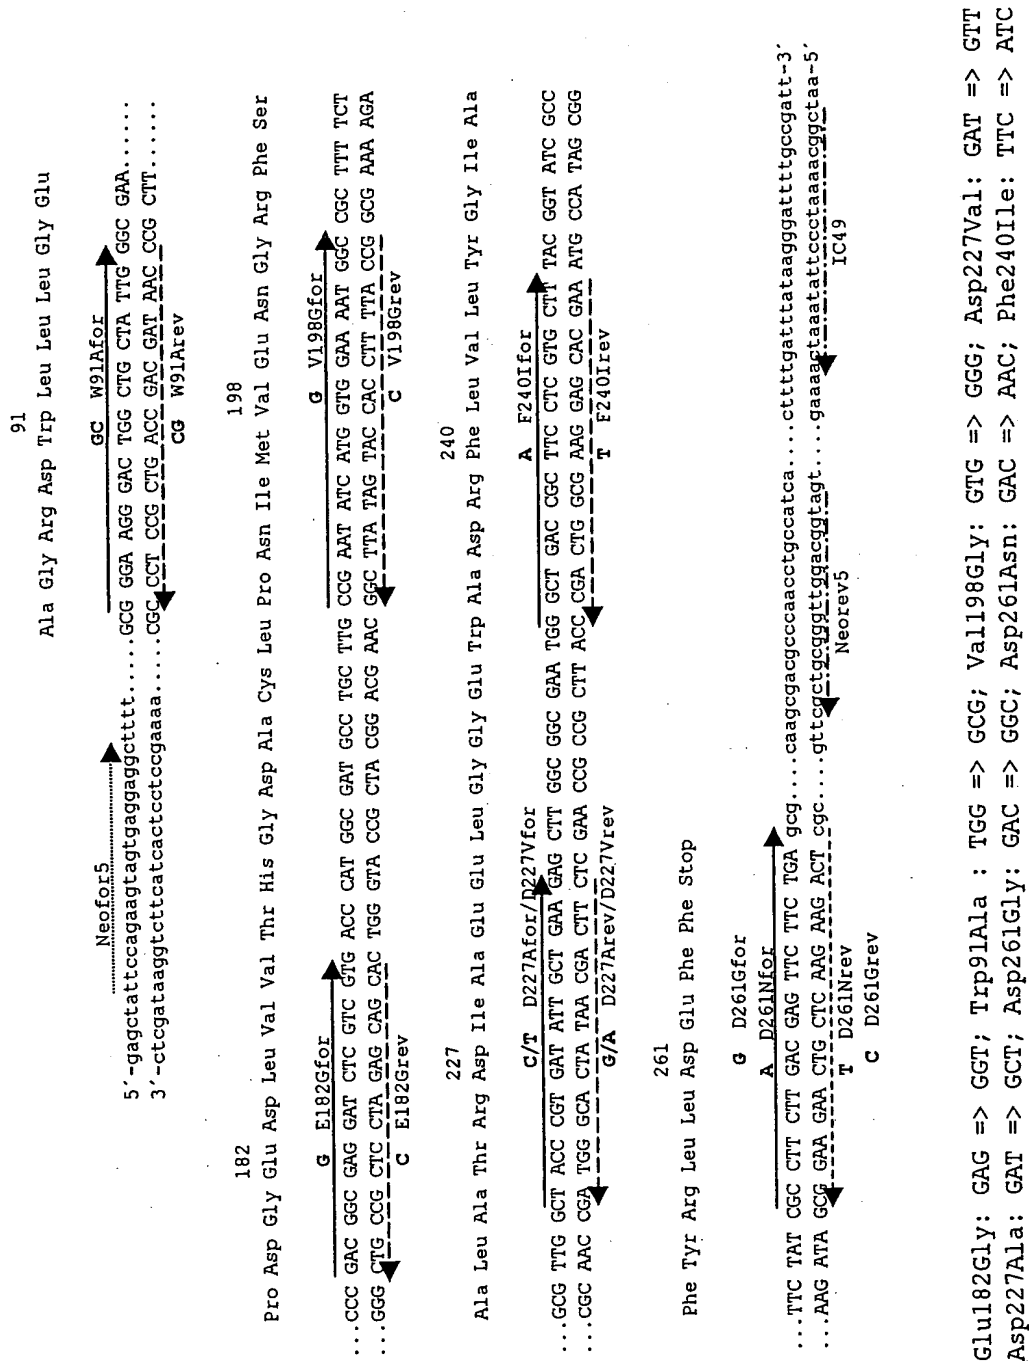 91
Ala Gly Arg Asp Trp Leu Leu Leu Gly Glu
Neofor5
GC W91Afor
5´-gagctattccagaagtagtgaggaggctttt.....GCG GGA AGG GAC TGG CTG CTA TTG GGC GAA......
3´-ctcgataaggtcttcatcactcctccgaaaa.....CGC CCT CCG CTG ACC GAC GAT AAC CCG CTT......
CG W91Arev
182
198
Pro Asp Gly Glu Asp Leu Val Val Thr His Gly Asp Ala Cys Leu Pro Asn Ile Met Val Glu Asn Gly Arg Phe Ser
G E182Gfor
G V198Gfor
...CCC GAC GGC GAG GAT CTC GTC GTG ACC CAT GGC GAT GCC TGC TTG CCG AAT ATC ATG GTG GAA AAT GGC CGC TTT TCT
...GGG CTG CCG CTC CTA GAG CAG CAC TGG GTA CCG CTA CGG ACG AAC GGC TTA TAG TAC CAC CTT TTA CCG GCG AAA AGA
C E182Grev
C V198Grev
227
240
Ala Leu Ala Thr Arg Asp Ile Ala Glu Glu Leu Gly Gly Glu Trp Ala Asp Arg Phe Leu Val Leu Tyr Gly Ile Ala
C/T D227Afor/D227Vfor
A F240Ifor
...GCG TTG GCT ACC CGT GAT ATT GCT GAA GAG CTT GGC GGC GAA TGG GCT GAC CGC TTC CTC GTG CTT TAC GGT ATC GCC
...CGC AAC CGA TGG GCA CTA TAA CGA CTT CTC GAA CCG CCG CTT ACC CGA CTG GCG AAG GAG CAC GAA ATG CCA TAG CGG
G/A D227Arev/D227Vrev
T F240Irev
261
Phe Tyr Arg Leu Leu Asp Glu Phe Phe Stop
G D261Gfor
A D261Nfor
...TTC TAT CGC CTT CTT GAC GAG TTC TTC TGA gcg....caagcgacgcccaacctgccatca....cttttgatttataagggattttgccgatt-3´
...AAG ATA GCG GAA GAA CTG CTC AAG AAG ACT cgc....gttcgctgcgggttggacggtagt....gaaaactaaatattccctaaaacggctaa-5´
T D261Nrev
C D261Grev
Neorev5
IC49
Glu182Gly: GAG => GGT; Trp91Ala : TGG => GCG; Val198Gly: GTG => GGG; Asp227Val: GAT => GTT
Asp227Ala: GAT => GCT; Asp261Gly: GAC => GGC; Asp261Asn: GAC => AAC; Phe240Ile: TTC => ATC